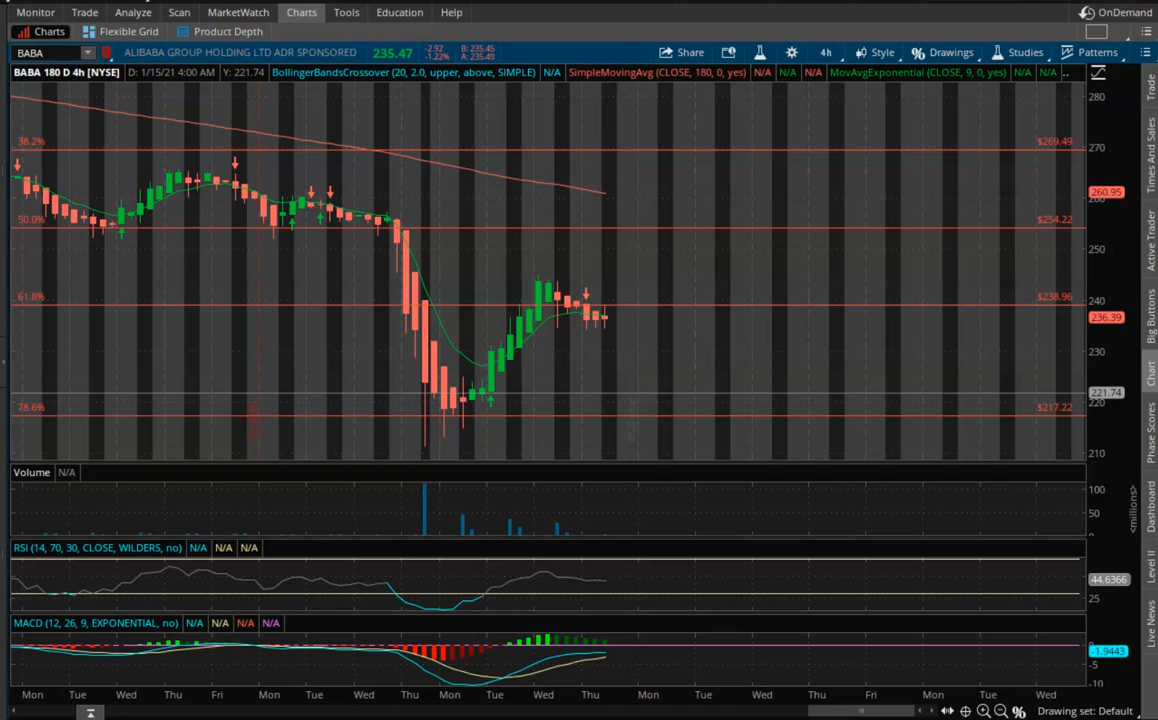 Monitor Trade Analyze Scan MarketWatch Charts Tools Education Help OnDemand
Charts Flexible Grid Product Depth
BABA ALIBABA GROUP HOLDING LTD ADR SPONSORED 235.47 -2.92 -1.22% B: 235.45 A: 235.49 Share 4h Style Drawings Studies Patterns
BABA 180 D 4h [NYSE] D: 1/15/21 4:00 AM Y: 221.74 BollingerBandsCrossover (20, 2.0, upper, above, SIMPLE) N/A SimpleMovingAvg (CLOSE, 180, 0, yes) N/A N/A N/A MovAvgExponential (CLOSE, 9, 0, yes) N/A N/A ..
280
38.2% $269.49 270
260.95
260
50.0% $254.22
250
61.8% $238.96 240
236.39
230
221.74
220
78.6% $217.22
210
Volume N/A
100
50
0
<millions>
RSI (14, 70, 30, CLOSE, WILDERS, no) N/A N/A N/A
44.6366
25
MACD (12, 26, 9, EXPONENTIAL, no) N/A N/A N/A N/A
0
-1.9443
-5
-10
Mon Tue Wed Thu Fri Mon Tue Wed Thu Mon Tue Wed Thu Mon Tue Wed Thu Fri Mon Tue Wed
Drawing set: Default
Trade
Times And Sales
Active Trader
Big Buttons
Chart
Phase Scores
Dashboard
Level II
Live News